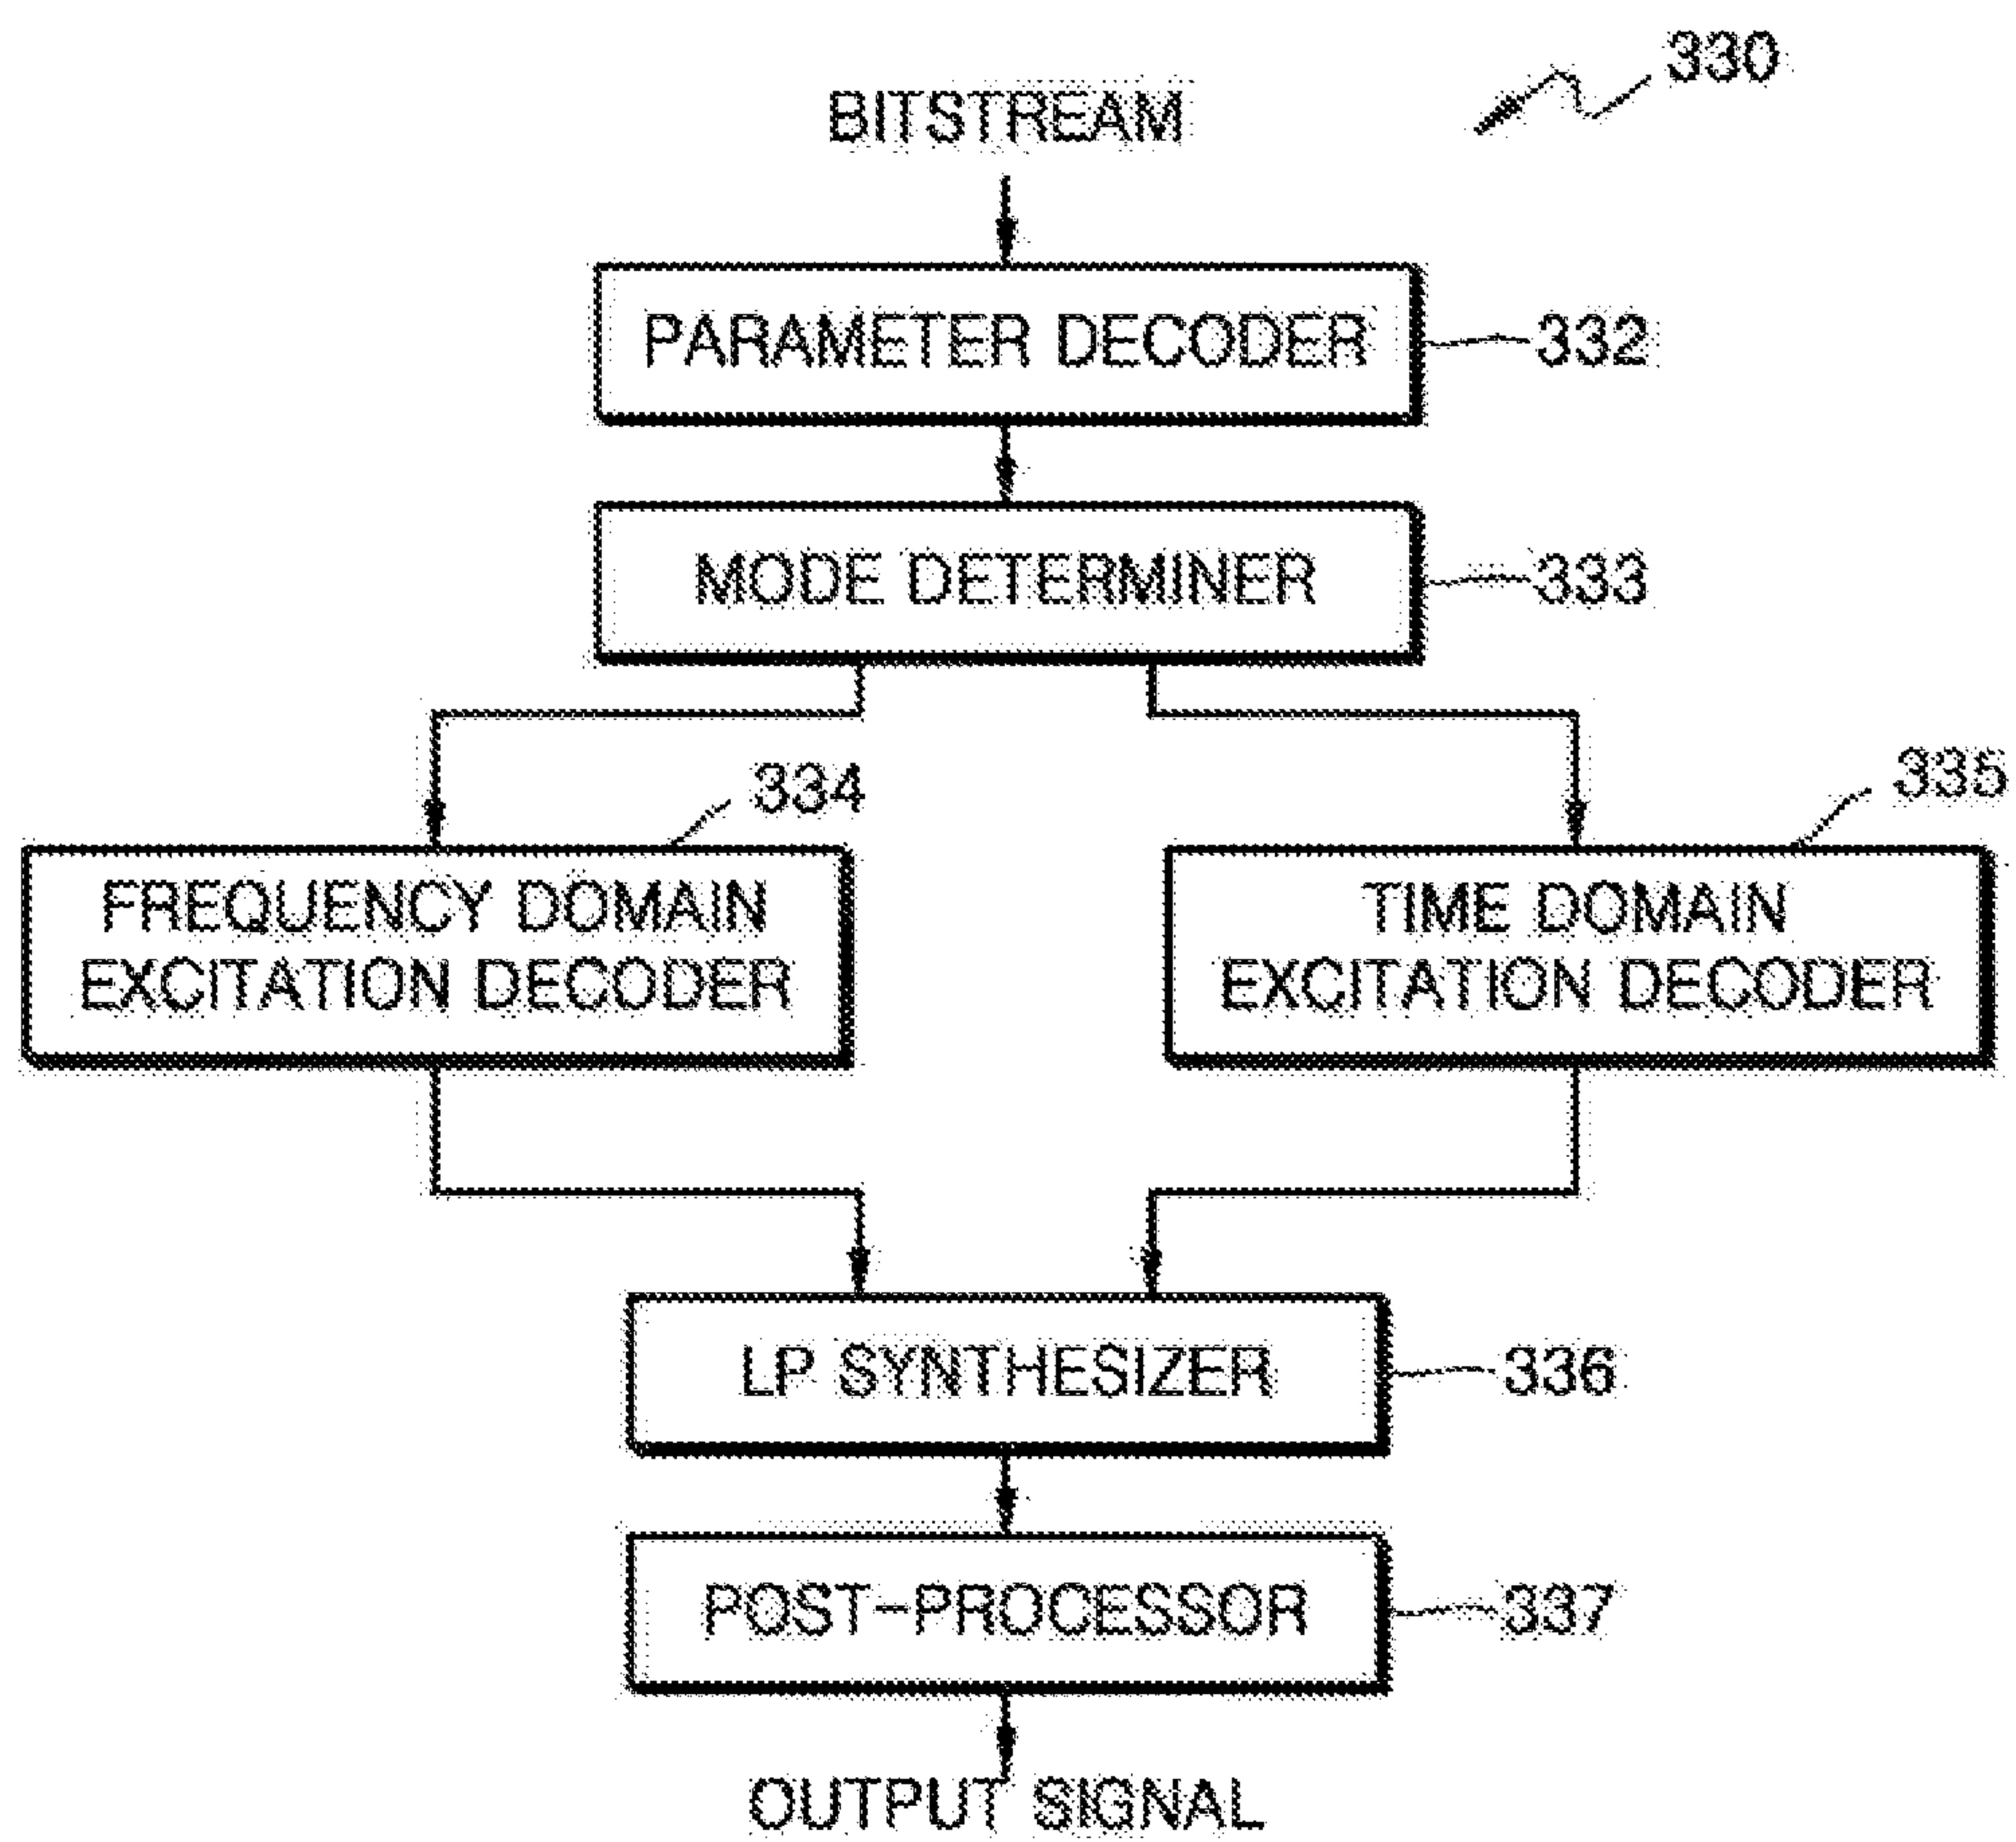 330
BITSTREAM
PARAMETER DECODER
332
MODE DETERMINER
333
334
335
FREQUENCY DOMAIN
EXCITATION DECODER
TIME DOMAIN
EXCITATION DECODER
LP SYNTHESIZER
336
POST-PROCESSOR
337
OUTPUT SIGNAL